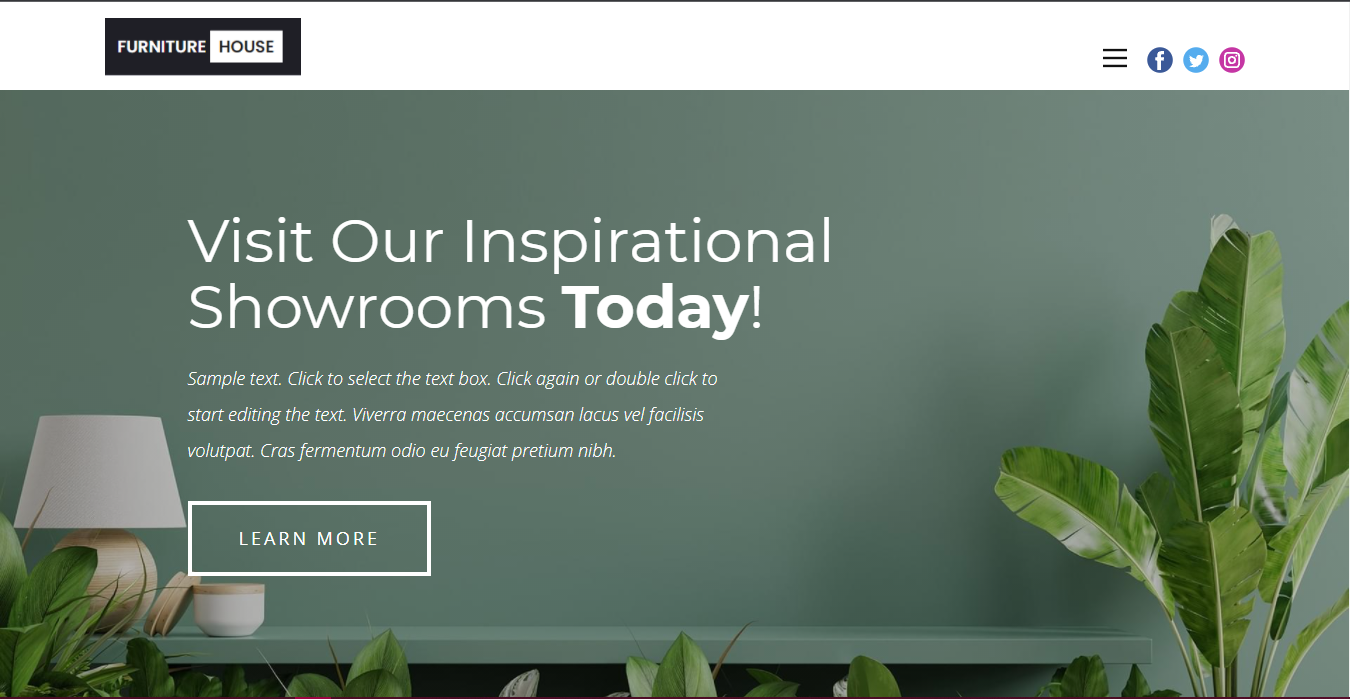 FURNITURE HOUSE
Visit Our Inspirational
Showrooms Today!
Sample text. Click to select the text box. Click again or double click to
start editing the text. Viverra maecenas accumsan lacus vel facilisis
volutpat. Cras fermentum odio eu feugiat pretium nibh.
LEARN MORE